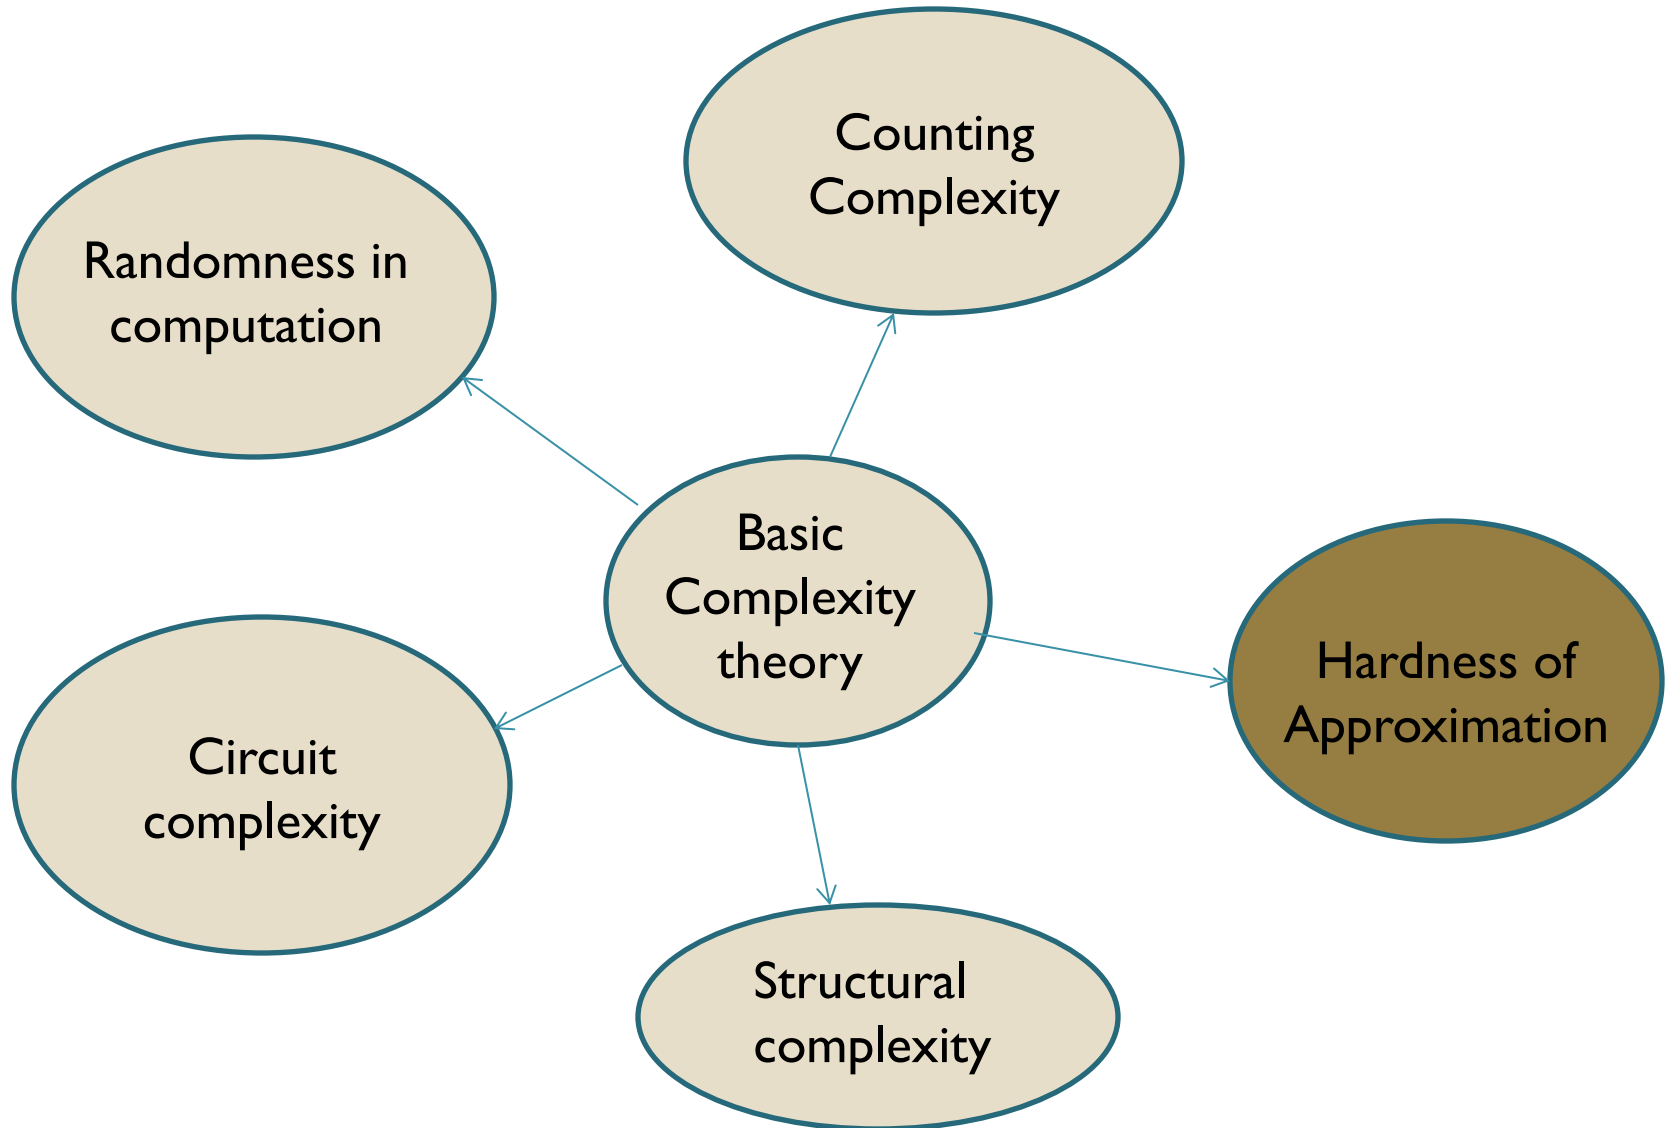 Counting
Complexity
Randomness in
computation
Basic
Complexity
theory
Hardness of
Approximation
Circuit
complexity
Structural
complexity